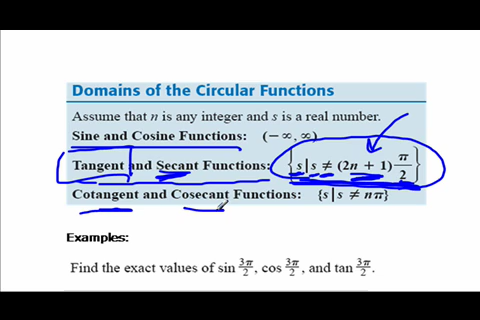 Domains of the Circular Functions
Assume that n is any integer and s is a real number.
Sine and Cosine Functions: (−∞, ∞)
Tangent and Secant Functions: {s | s ≠ (2n + 1) π/2}
Cotangent and Cosecant Functions: {s | s ≠ nπ}
Examples:
Find the exact values of sin 3π/2, cos 3π/2, and tan 3π/2.